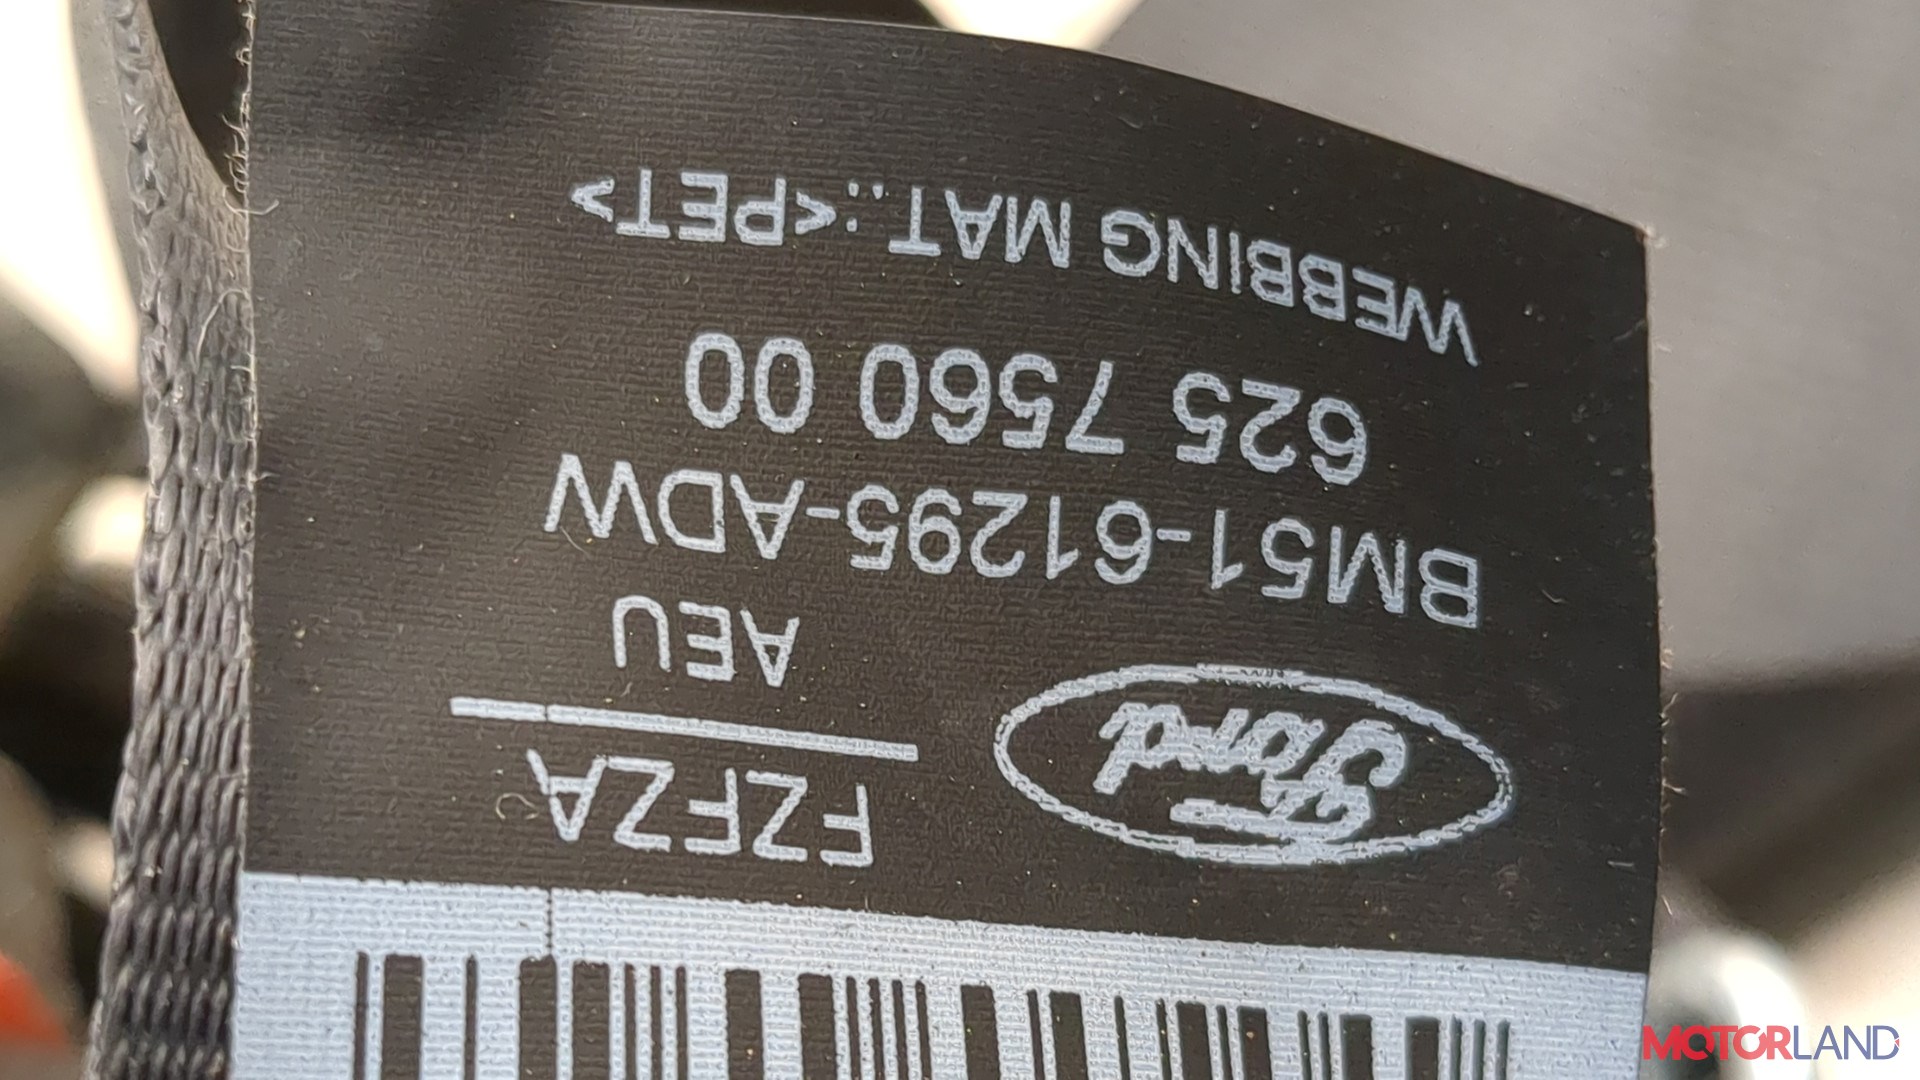 FZFZA
Ford
AEU
BM51-61295-ADW
625 7560 00
WEBBING MAT.:<PET>
MOTORLAND